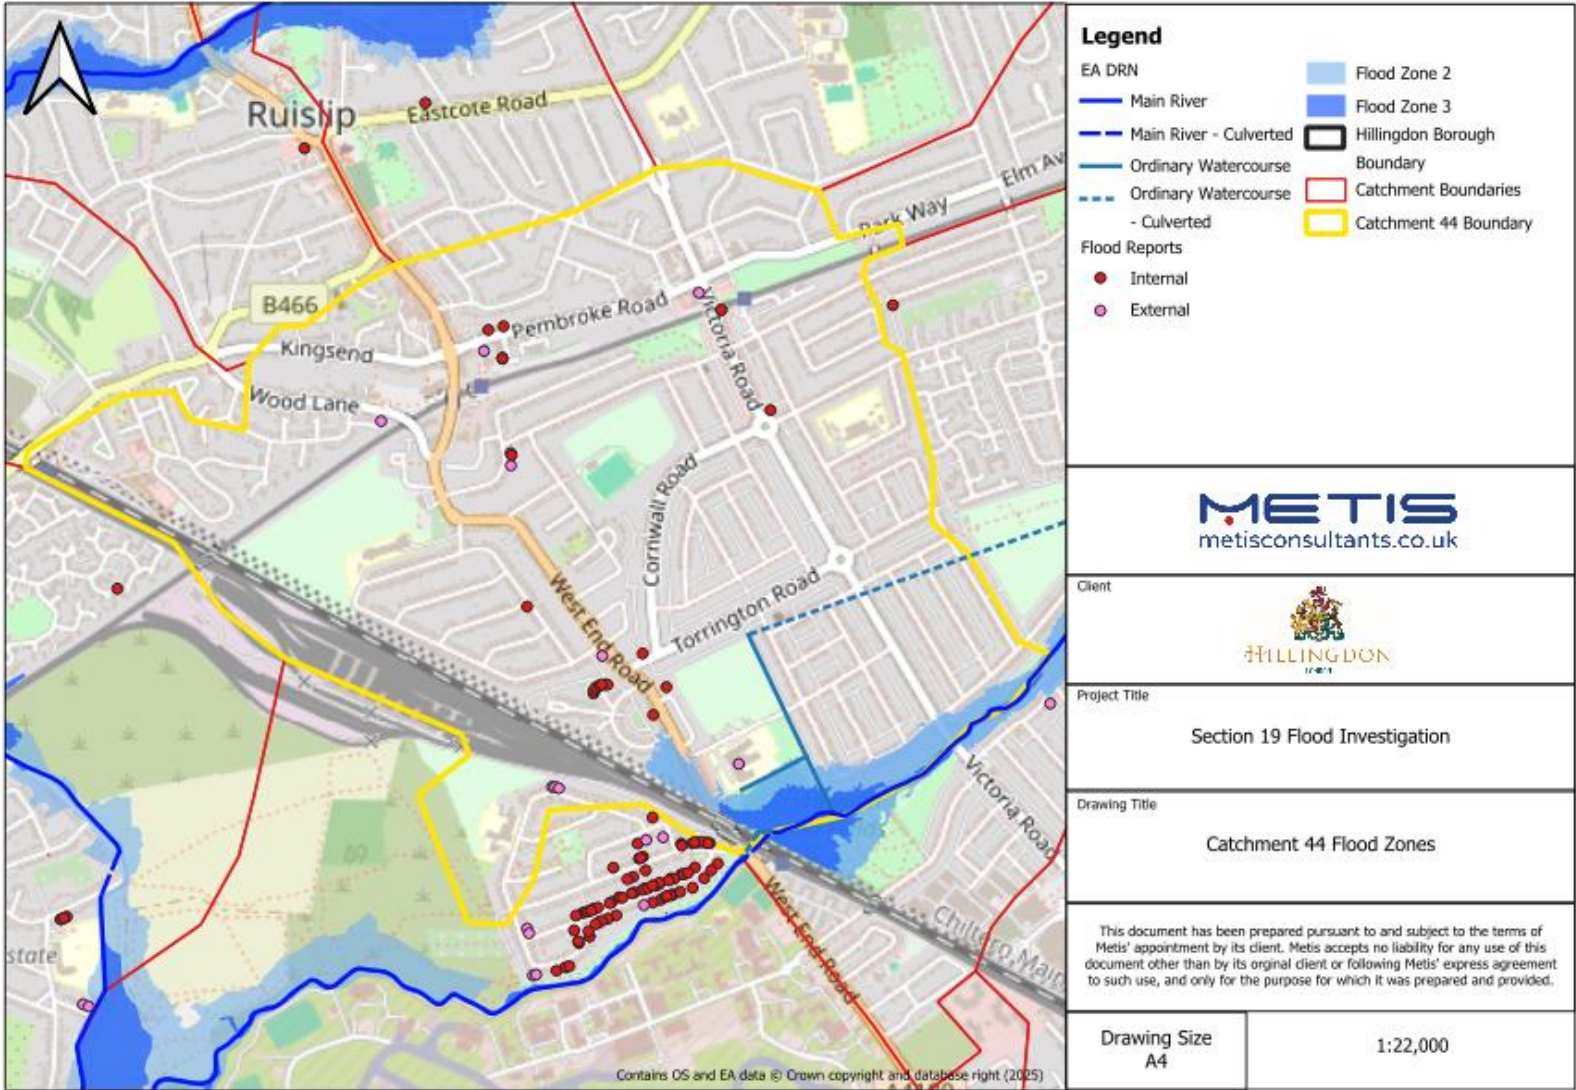 Ruislip
Eastcote Road
Elm Av
Park Way
B466
Pembroke Road
Kingsend
Victoria Road
Wood Lane
Cornwall Road
West End Road
Torrington Road
Victoria Road
West End Road
Chiltern Main
state
Contains OS and EA data © Crown copyright and database right (2025)
Legend
EA DRN
Main River
Main River - Culverted
Ordinary Watercourse
Ordinary Watercourse
- Culverted
Flood Reports
Internal
External
Flood Zone 2
Flood Zone 3
Hillingdon Borough
Boundary
Catchment Boundaries
Catchment 44 Boundary
METIS
metisconsultants.co.uk
Client
HILLINGDON
LONDON
Project Title
Section 19 Flood Investigation
Drawing Title
Catchment 44 Flood Zones
This document has been prepared pursuant to and subject to the terms of
Metis' appointment by its client. Metis accepts no liability for any use of this
document other than by its orginal client or following Metis' express agreement
to such use, and only for the purpose for which it was prepared and provided.
Drawing Size
A4
1:22,000